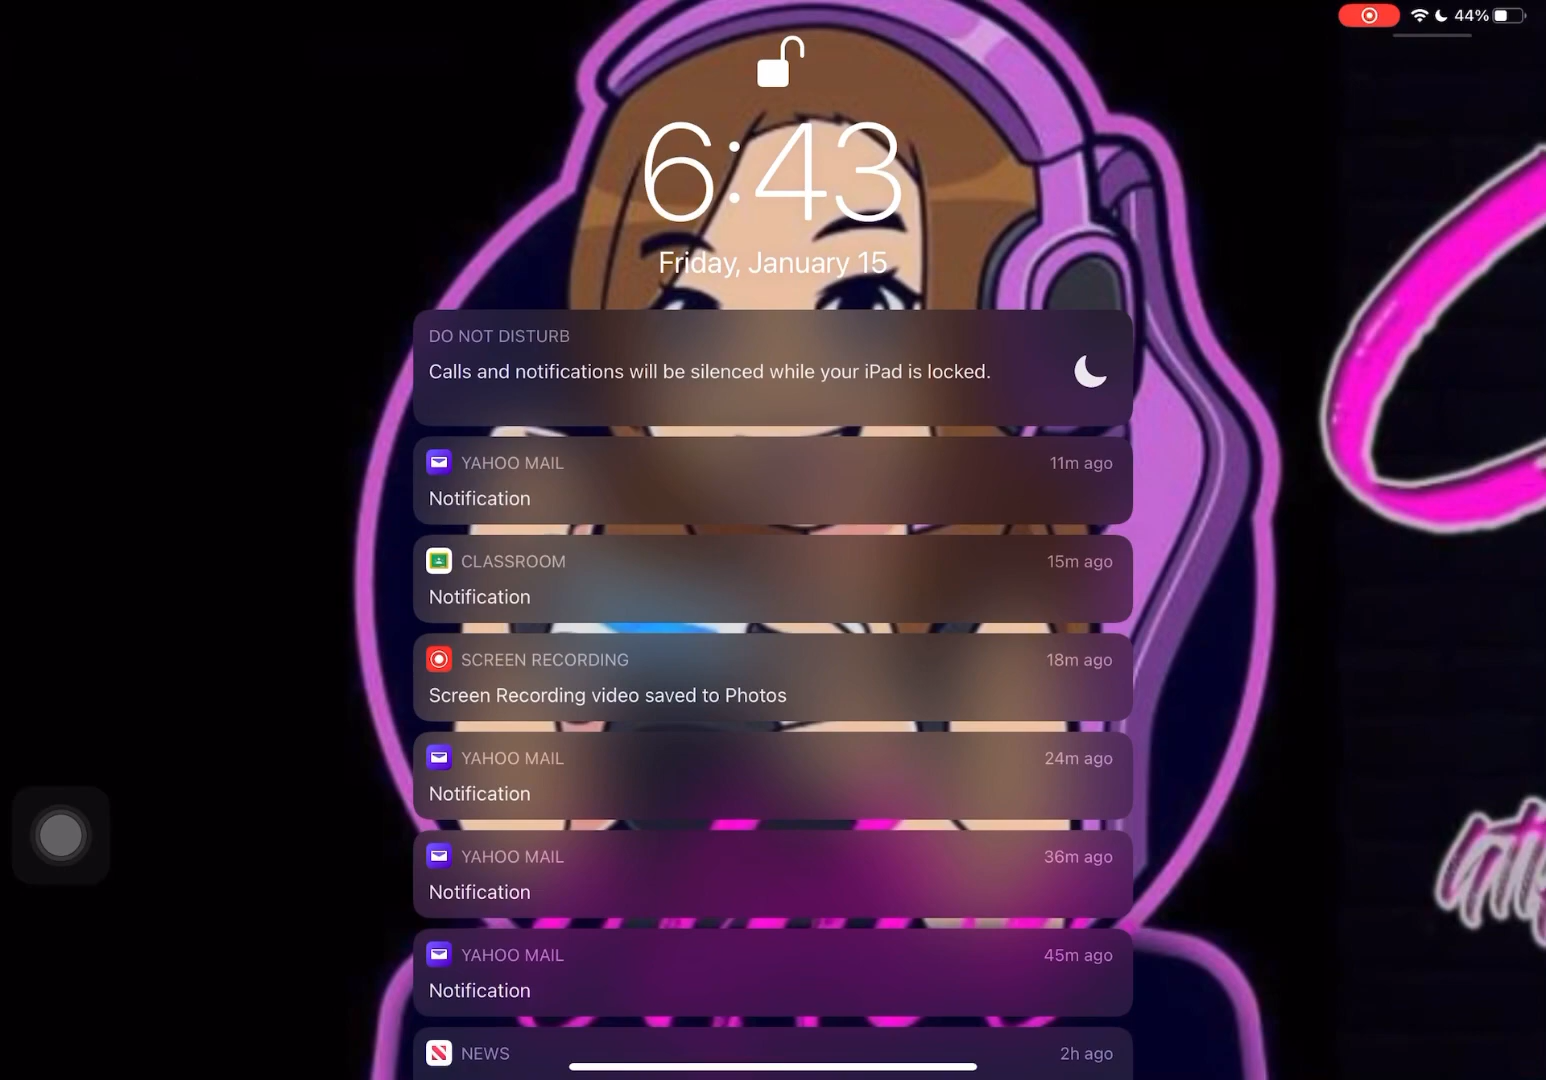 44%
6:43
Friday, January 15
DO NOT DISTURB
Calls and notifications will be silenced while your iPad is locked.
YAHOO MAIL 11m ago
Notification
CLASSROOM 15m ago
Notification
SCREEN RECORDING 18m ago
Screen Recording video saved to Photos
YAHOO MAIL 24m ago
Notification
YAHOO MAIL 36m ago
Notification
YAHOO MAIL 45m ago
Notification
NEWS 2h ago